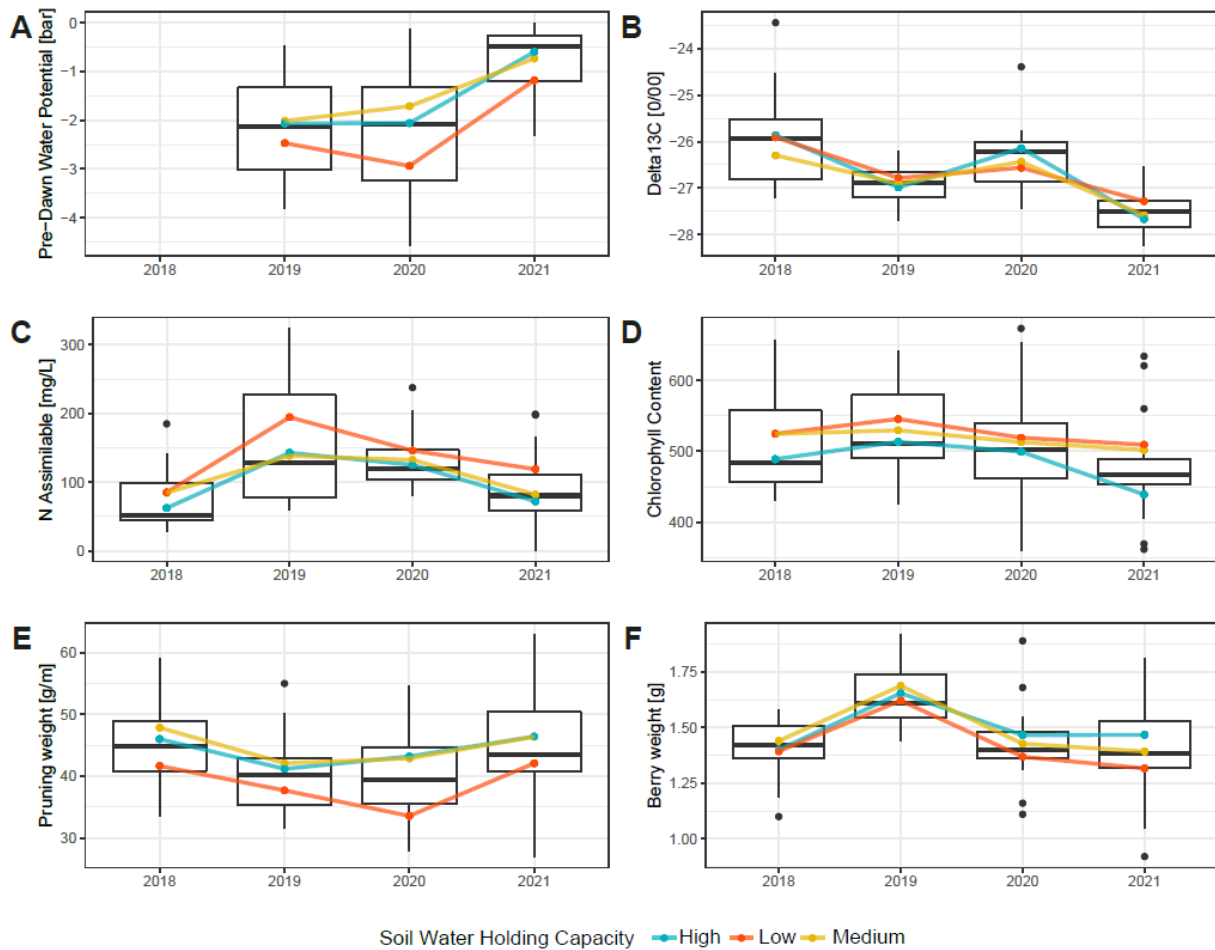 A
Pre-Dawn Water Potential [bar]
0
−1
−2
−3
−4
2018 2019 2020 2021
B
Delta13C [0/00]
−24
−25
−26
−27
−28
2018 2019 2020 2021
C
N Assimilable [mg/L]
300
200
100
0
2018 2019 2020 2021
D
Chlorophyll Content
600
500
400
2018 2019 2020 2021
E
Pruning weight [g/m]
60
50
40
30
2018 2019 2020 2021
F
Berry weight [g]
1.75
1.50
1.25
1.00
2018 2019 2020 2021
Soil Water Holding Capacity High Low Medium